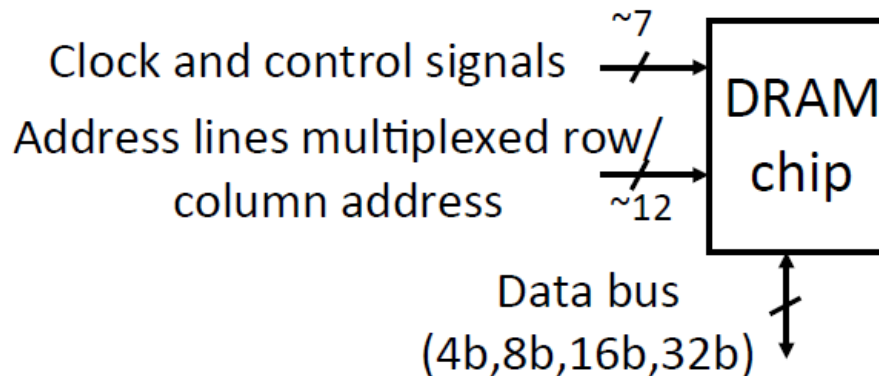 ~7
Clock and control signals
DRAM
chip
Address lines multiplexed row/
column address
~12
Data bus
(4b,8b,16b,32b)